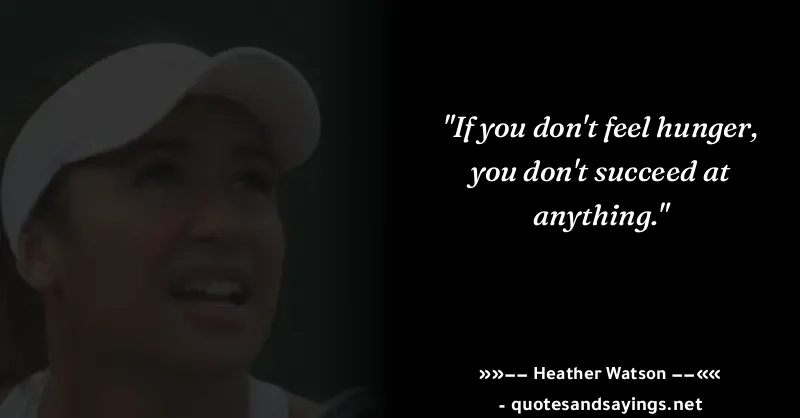 "If you don't feel hunger,
you don't succeed at
anything."
»»−− Heather Watson −−««
- quotesandsayings.net